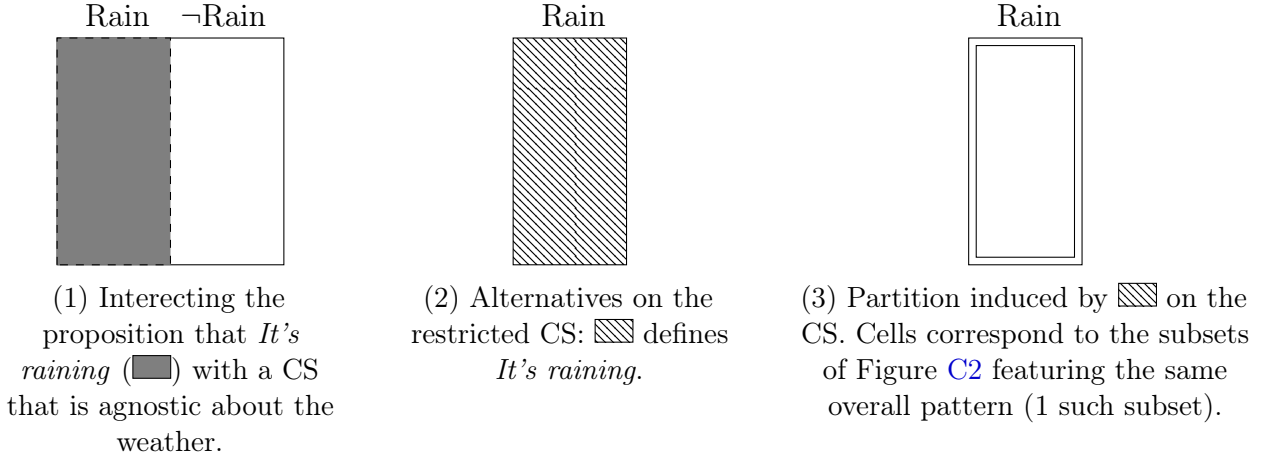 Rain ¬Rain
Rain
Rain
(1) Interecting the
proposition that It's
raining ( ) with a CS
that is agnostic about the
weather.
(2) Alternatives on the
restricted CS: defines
It's raining.
(3) Partition induced by on the
CS. Cells correspond to the subsets
of Figure C2 featuring the same
overall pattern (1 such subset).